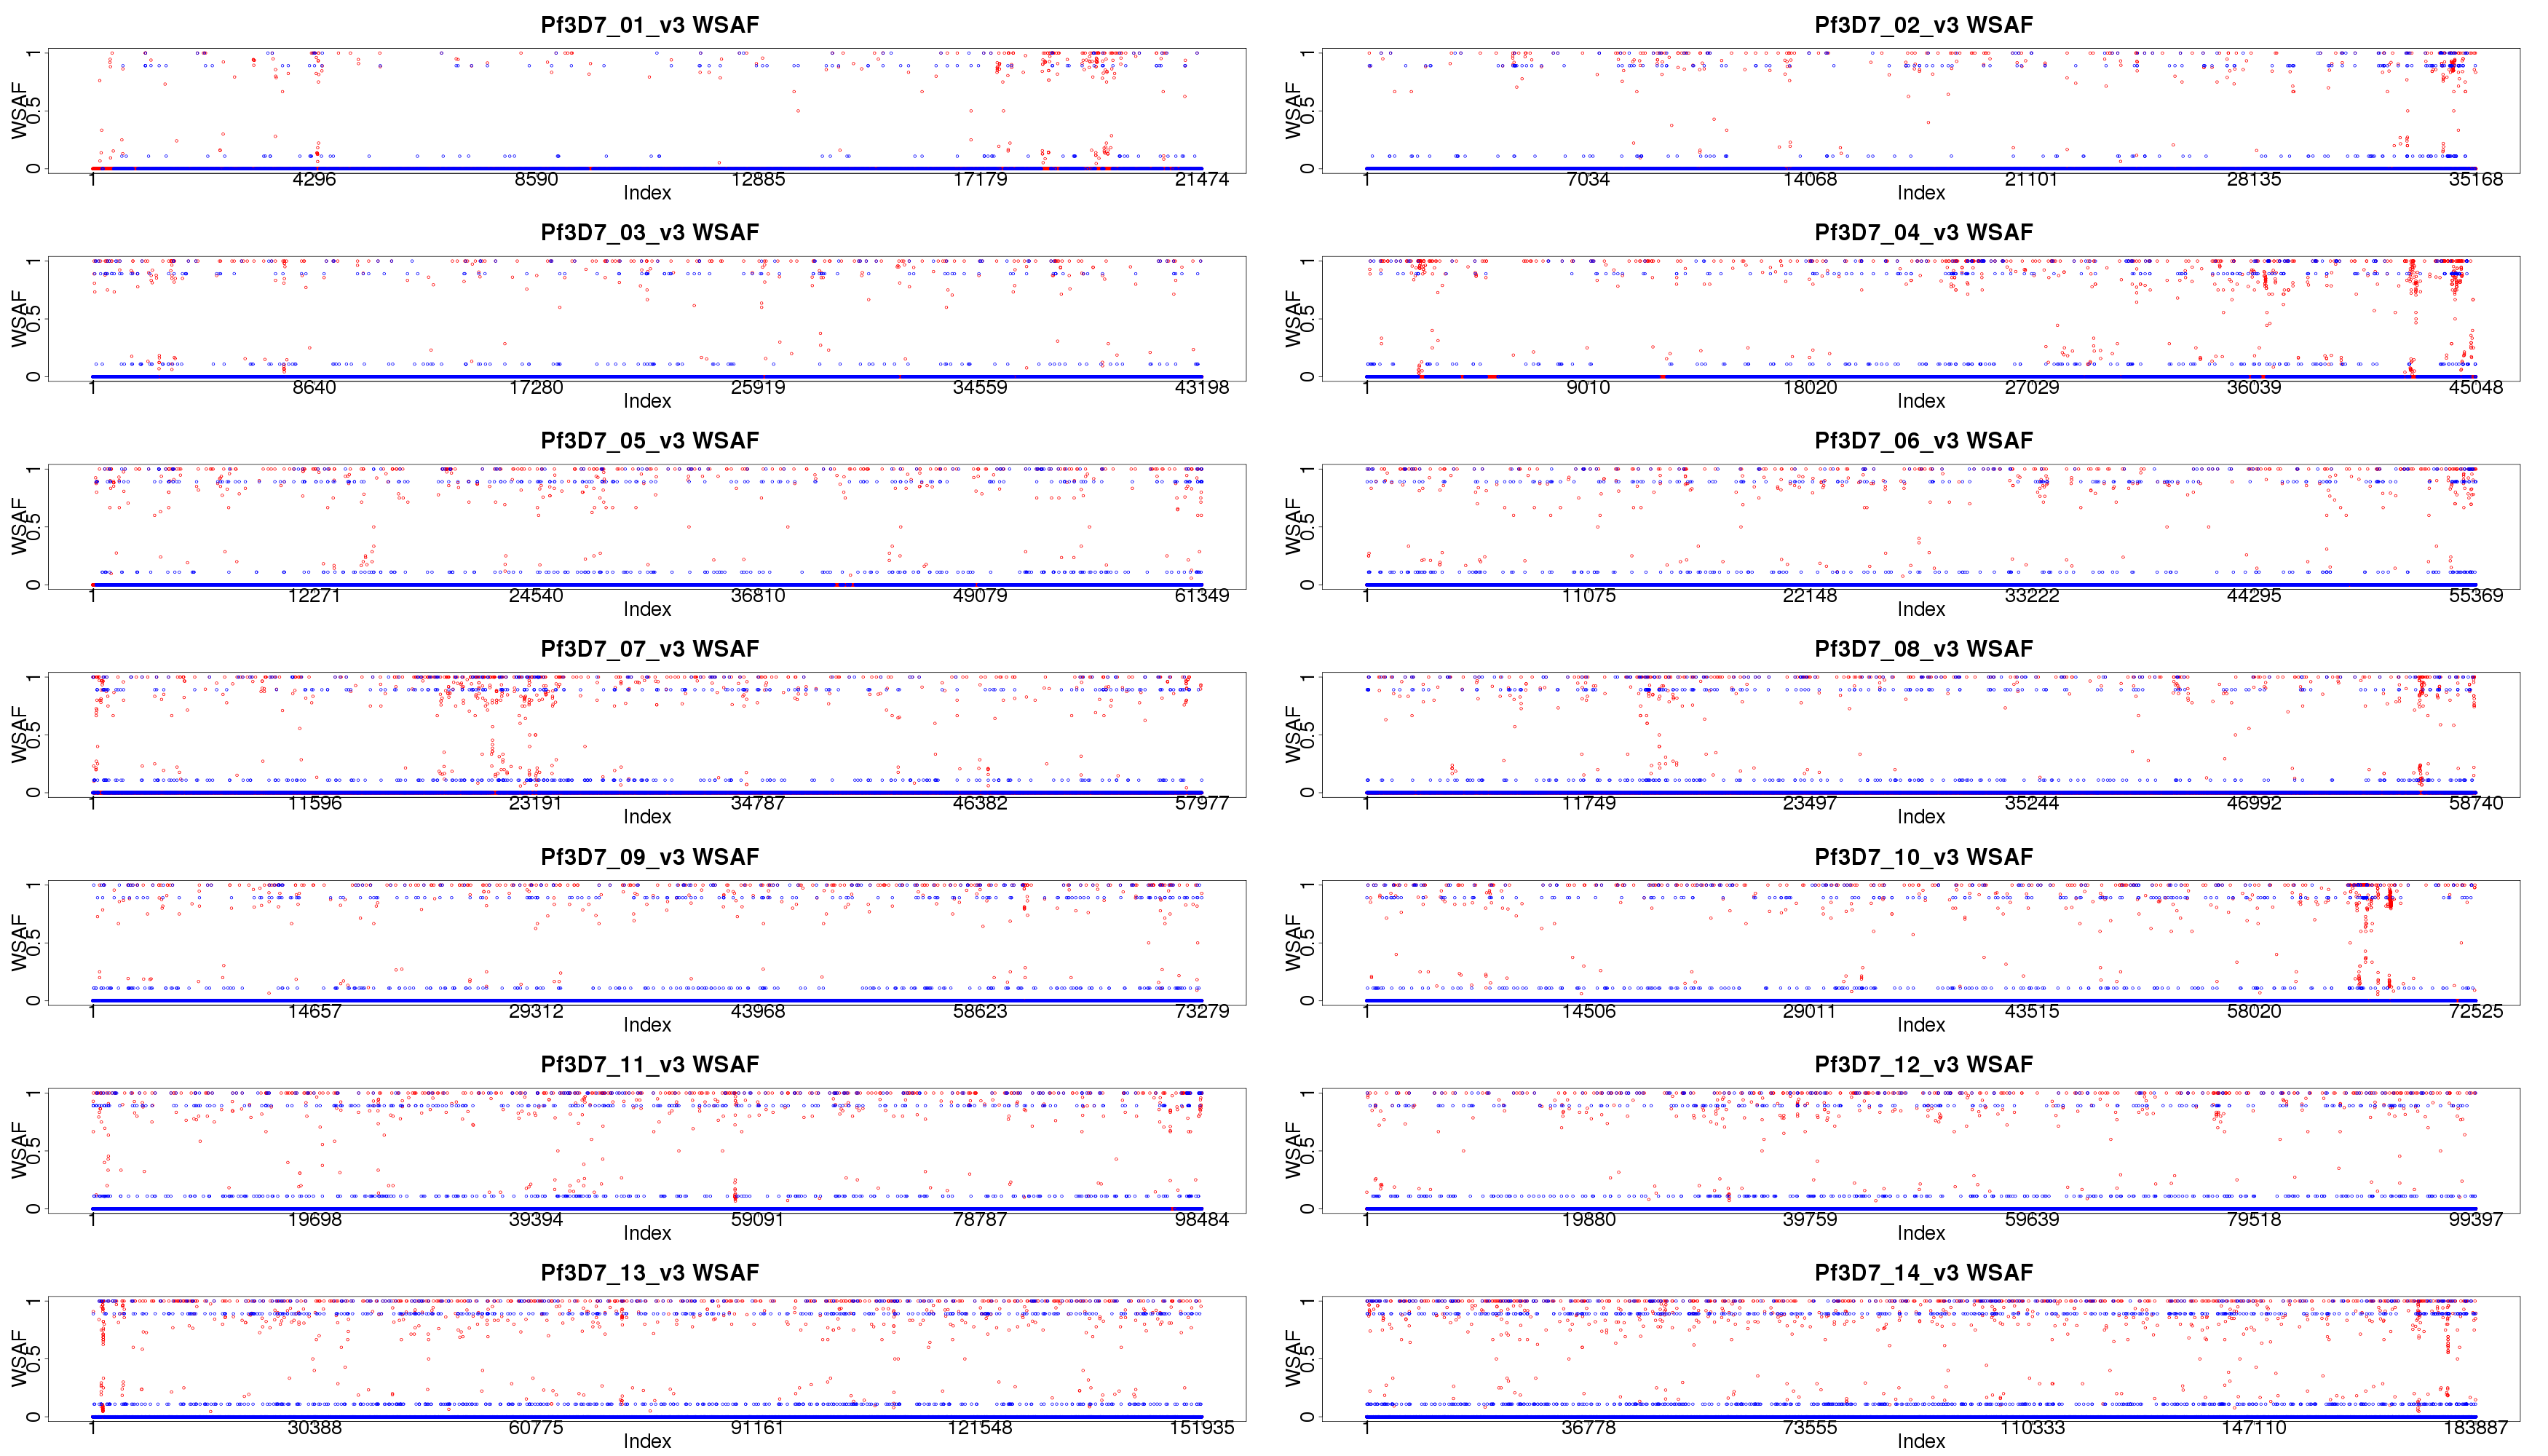 Pf3D7_01_v3 WSAF
WSAF
1
0.5
0
1 4296 8590 12885 17179 21474
Index
Pf3D7_02_v3 WSAF
WSAF
1
0.5
0
1 7034 14068 21101 28135 35168
Index
Pf3D7_03_v3 WSAF
WSAF
1
0.5
0
1 8640 17280 25919 34559 43198
Index
Pf3D7_04_v3 WSAF
WSAF
1
0.5
0
1 9010 18020 27029 36039 45048
Index
Pf3D7_05_v3 WSAF
WSAF
1
0.5
0
1 12271 24540 36810 49079 61349
Index
Pf3D7_06_v3 WSAF
WSAF
1
0.5
0
1 11075 22148 33222 44295 55369
Index
Pf3D7_07_v3 WSAF
WSAF
1
0.5
0
1 11596 23191 34787 46382 57977
Index
Pf3D7_08_v3 WSAF
WSAF
1
0.5
0
1 11749 23497 35244 46992 58740
Index
Pf3D7_09_v3 WSAF
WSAF
1
0.5
0
1 14657 29312 43968 58623 73279
Index
Pf3D7_10_v3 WSAF
WSAF
1
0.5
0
1 14506 29011 43515 58020 72525
Index
Pf3D7_11_v3 WSAF
WSAF
1
0.5
0
1 19698 39394 59091 78787 98484
Index
Pf3D7_12_v3 WSAF
WSAF
1
0.5
0
1 19880 39759 59639 79518 99397
Index
Pf3D7_13_v3 WSAF
WSAF
1
0.5
0
1 30388 60775 91161 121548 151935
Index
Pf3D7_14_v3 WSAF
WSAF
1
0.5
0
1 36778 73555 110333 147110 183887
Index